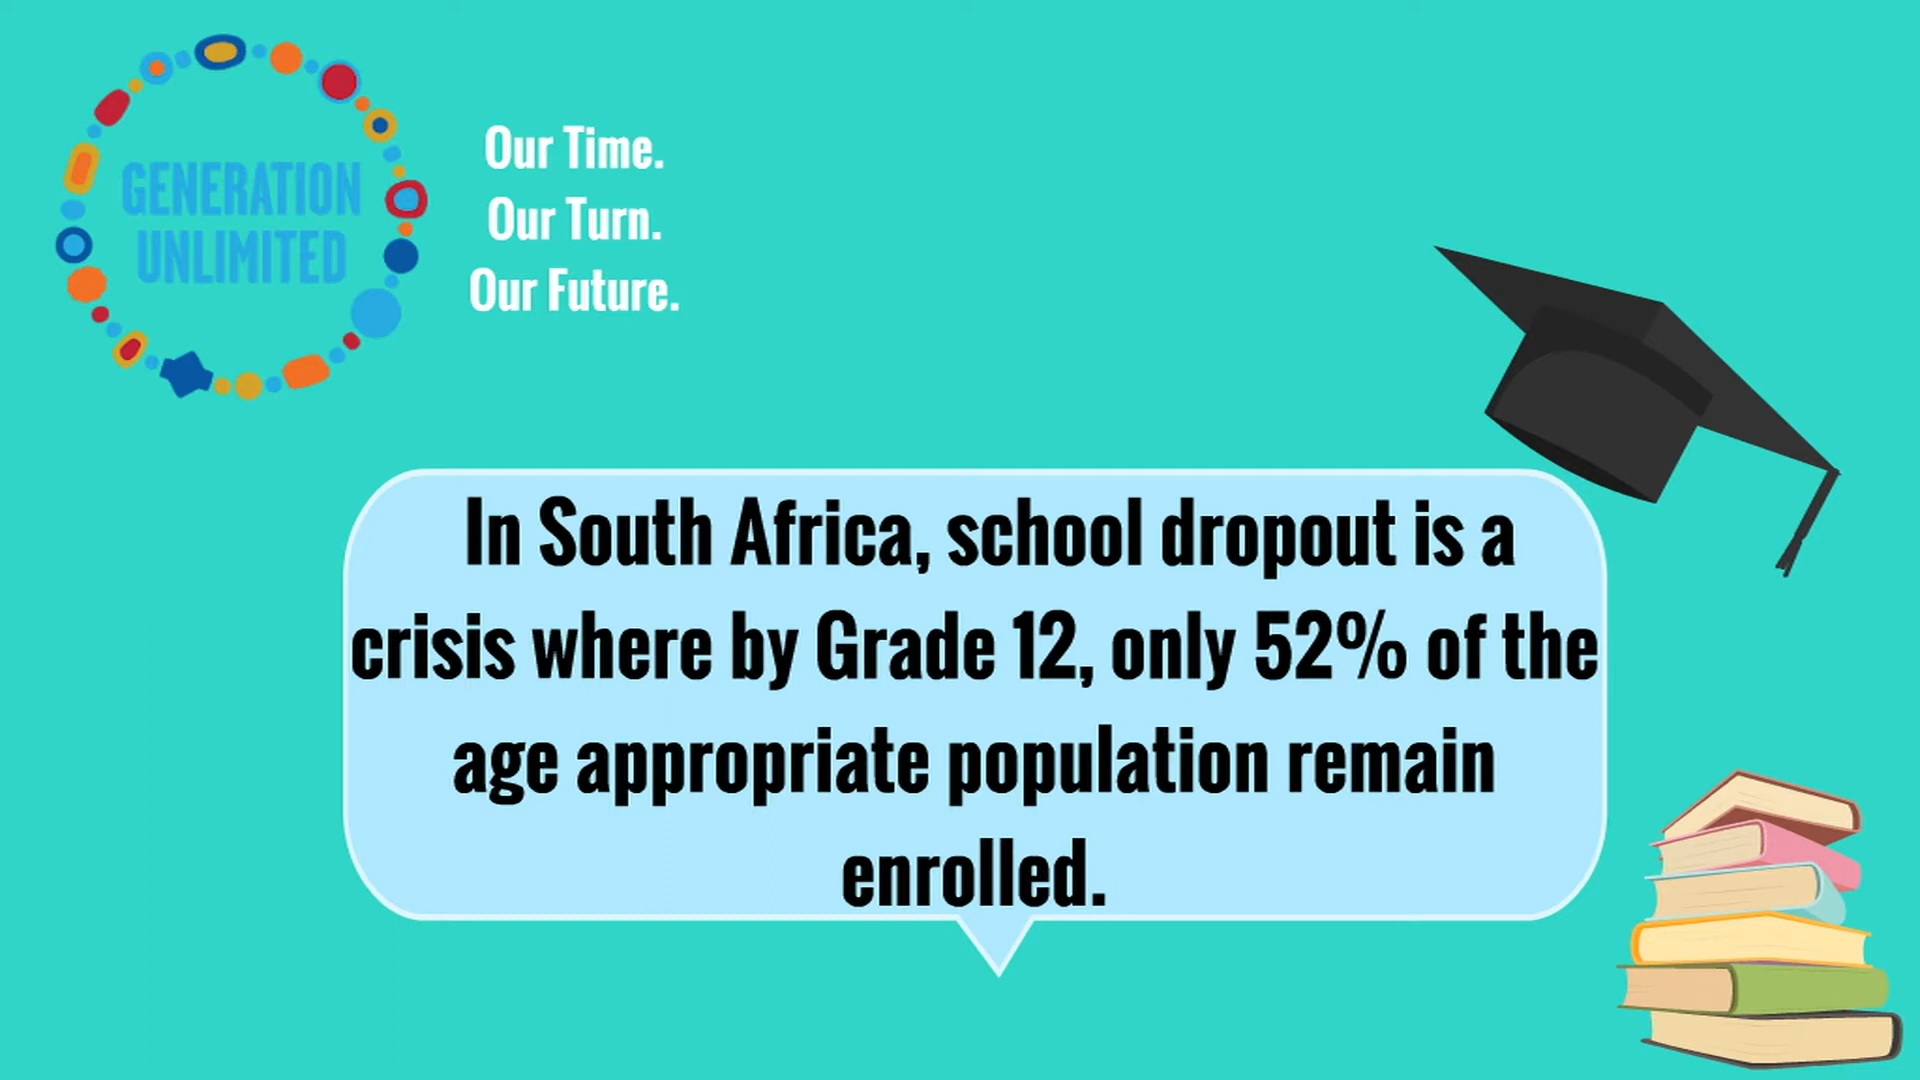 GENERATION
UNLIMITED
Our Time.
Our Turn.
Our Future.
In South Africa, school dropout is a
crisis where by Grade 12, only 52% of the
age appropriate population remain
enrolled.